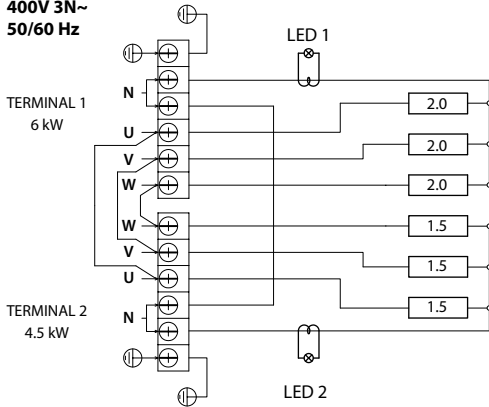 400V 3N~
50/60 Hz
LED 1
TERMINAL 1
6 kW
N
U
V
W
2.0
2.0
2.0
W
V
U
N
1.5
1.5
1.5
TERMINAL 2
4.5 kW
LED 2